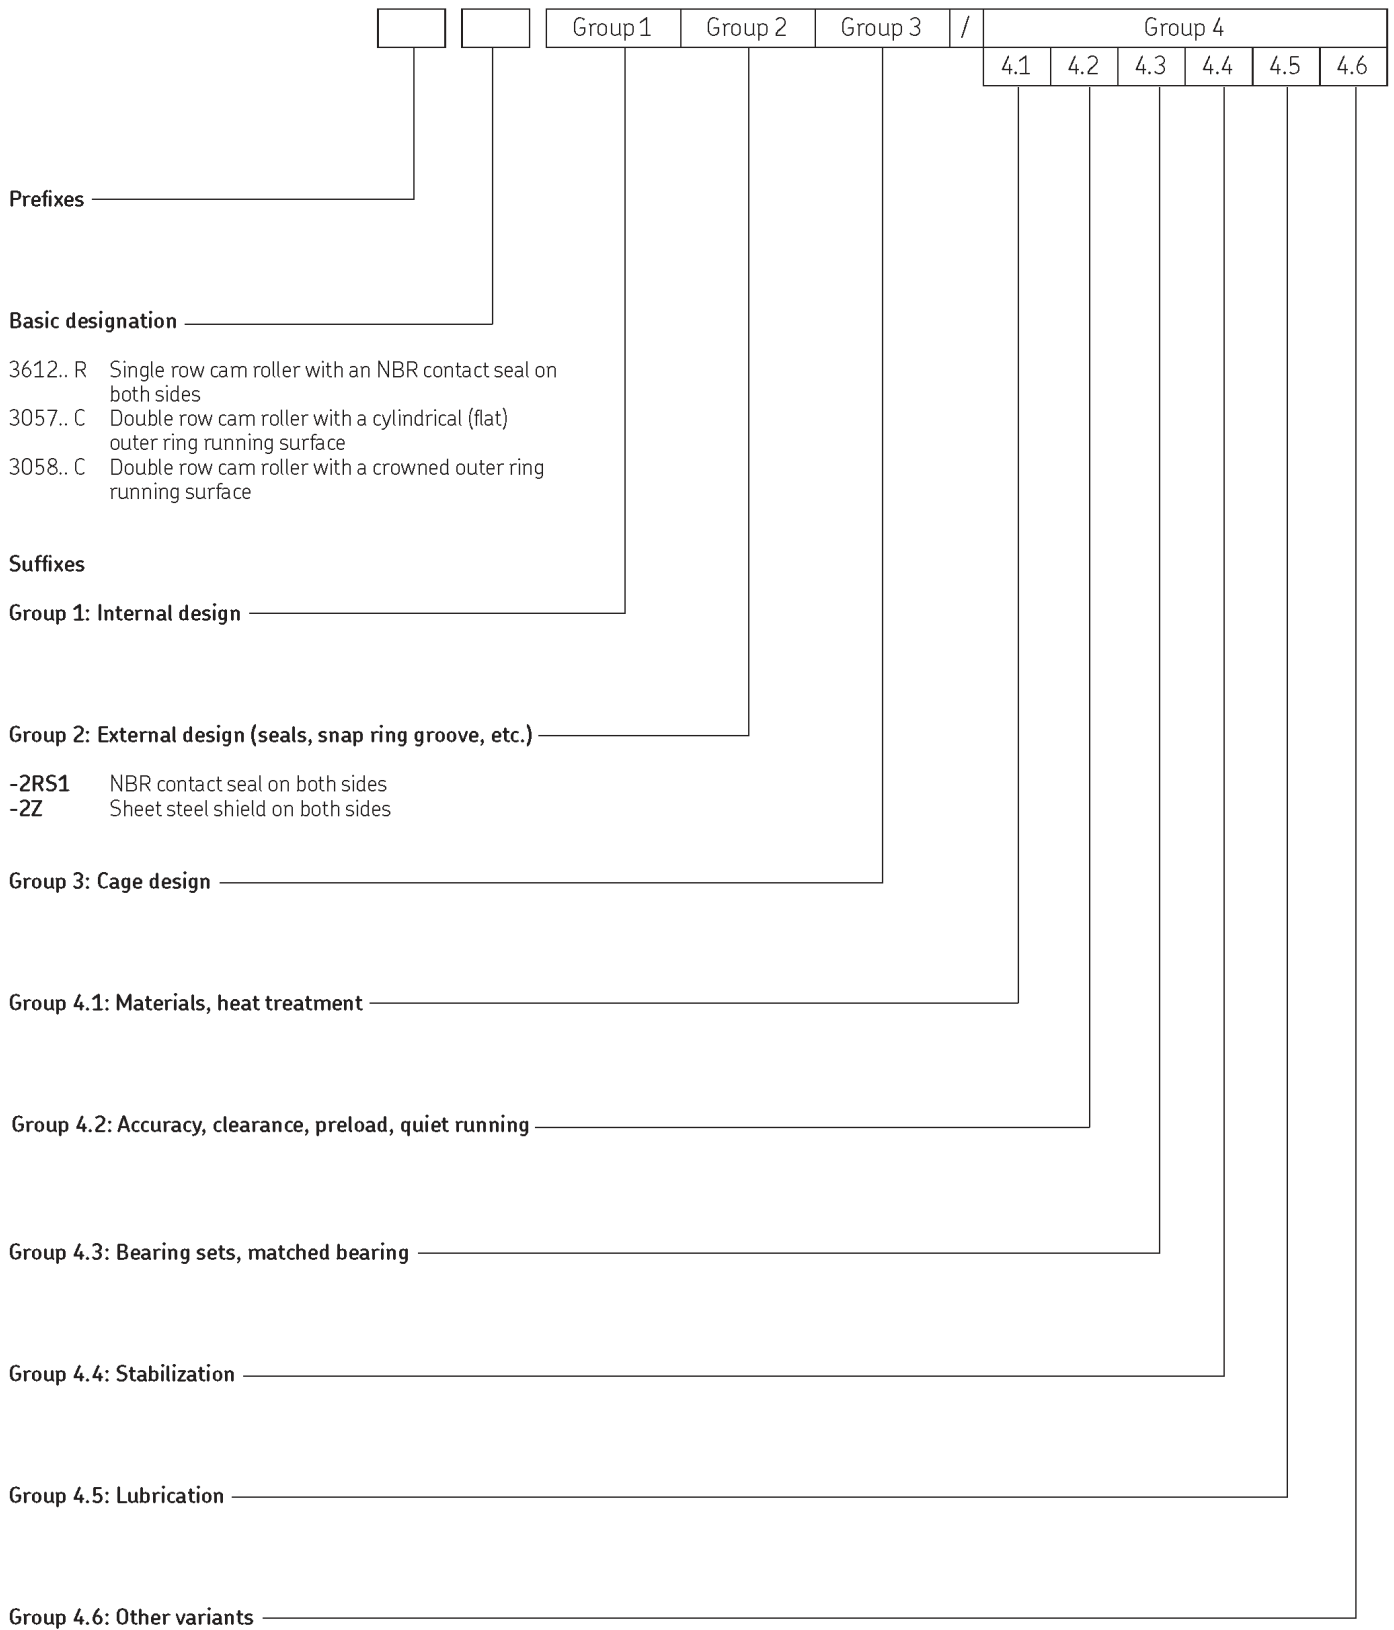 Group 1 Group 2 Group 3 / Group 4
4.1 4.2 4.3 4.4 4.5 4.6
Prefixes
Basic designation
3612.. R Single row cam roller with an NBR contact seal on
both sides
3057.. C Double row cam roller with a cylindrical (flat)
outer ring running surface
3058.. C Double row cam roller with a crowned outer ring
running surface
Suffixes
Group 1: Internal design
Group 2: External design (seals, snap ring groove, etc.)
-2RS1 NBR contact seal on both sides
-2Z Sheet steel shield on both sides
Group 3: Cage design
Group 4.1: Materials, heat treatment
Group 4.2: Accuracy, clearance, preload, quiet running
Group 4.3: Bearing sets, matched bearing
Group 4.4: Stabilization
Group 4.5: Lubrication
Group 4.6: Other variants